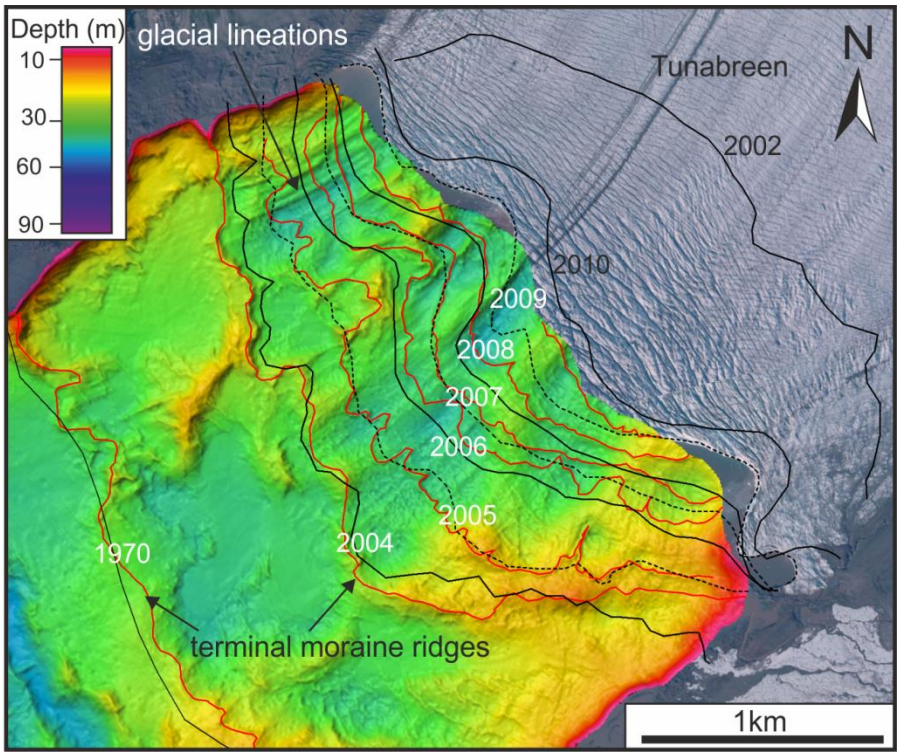 Depth (m)
10
30
60
90
glacial lineations
N
Tunabreen
2002
2010
2009
2008
2007
2006
2005
2004
1970
terminal moraine ridges
1km